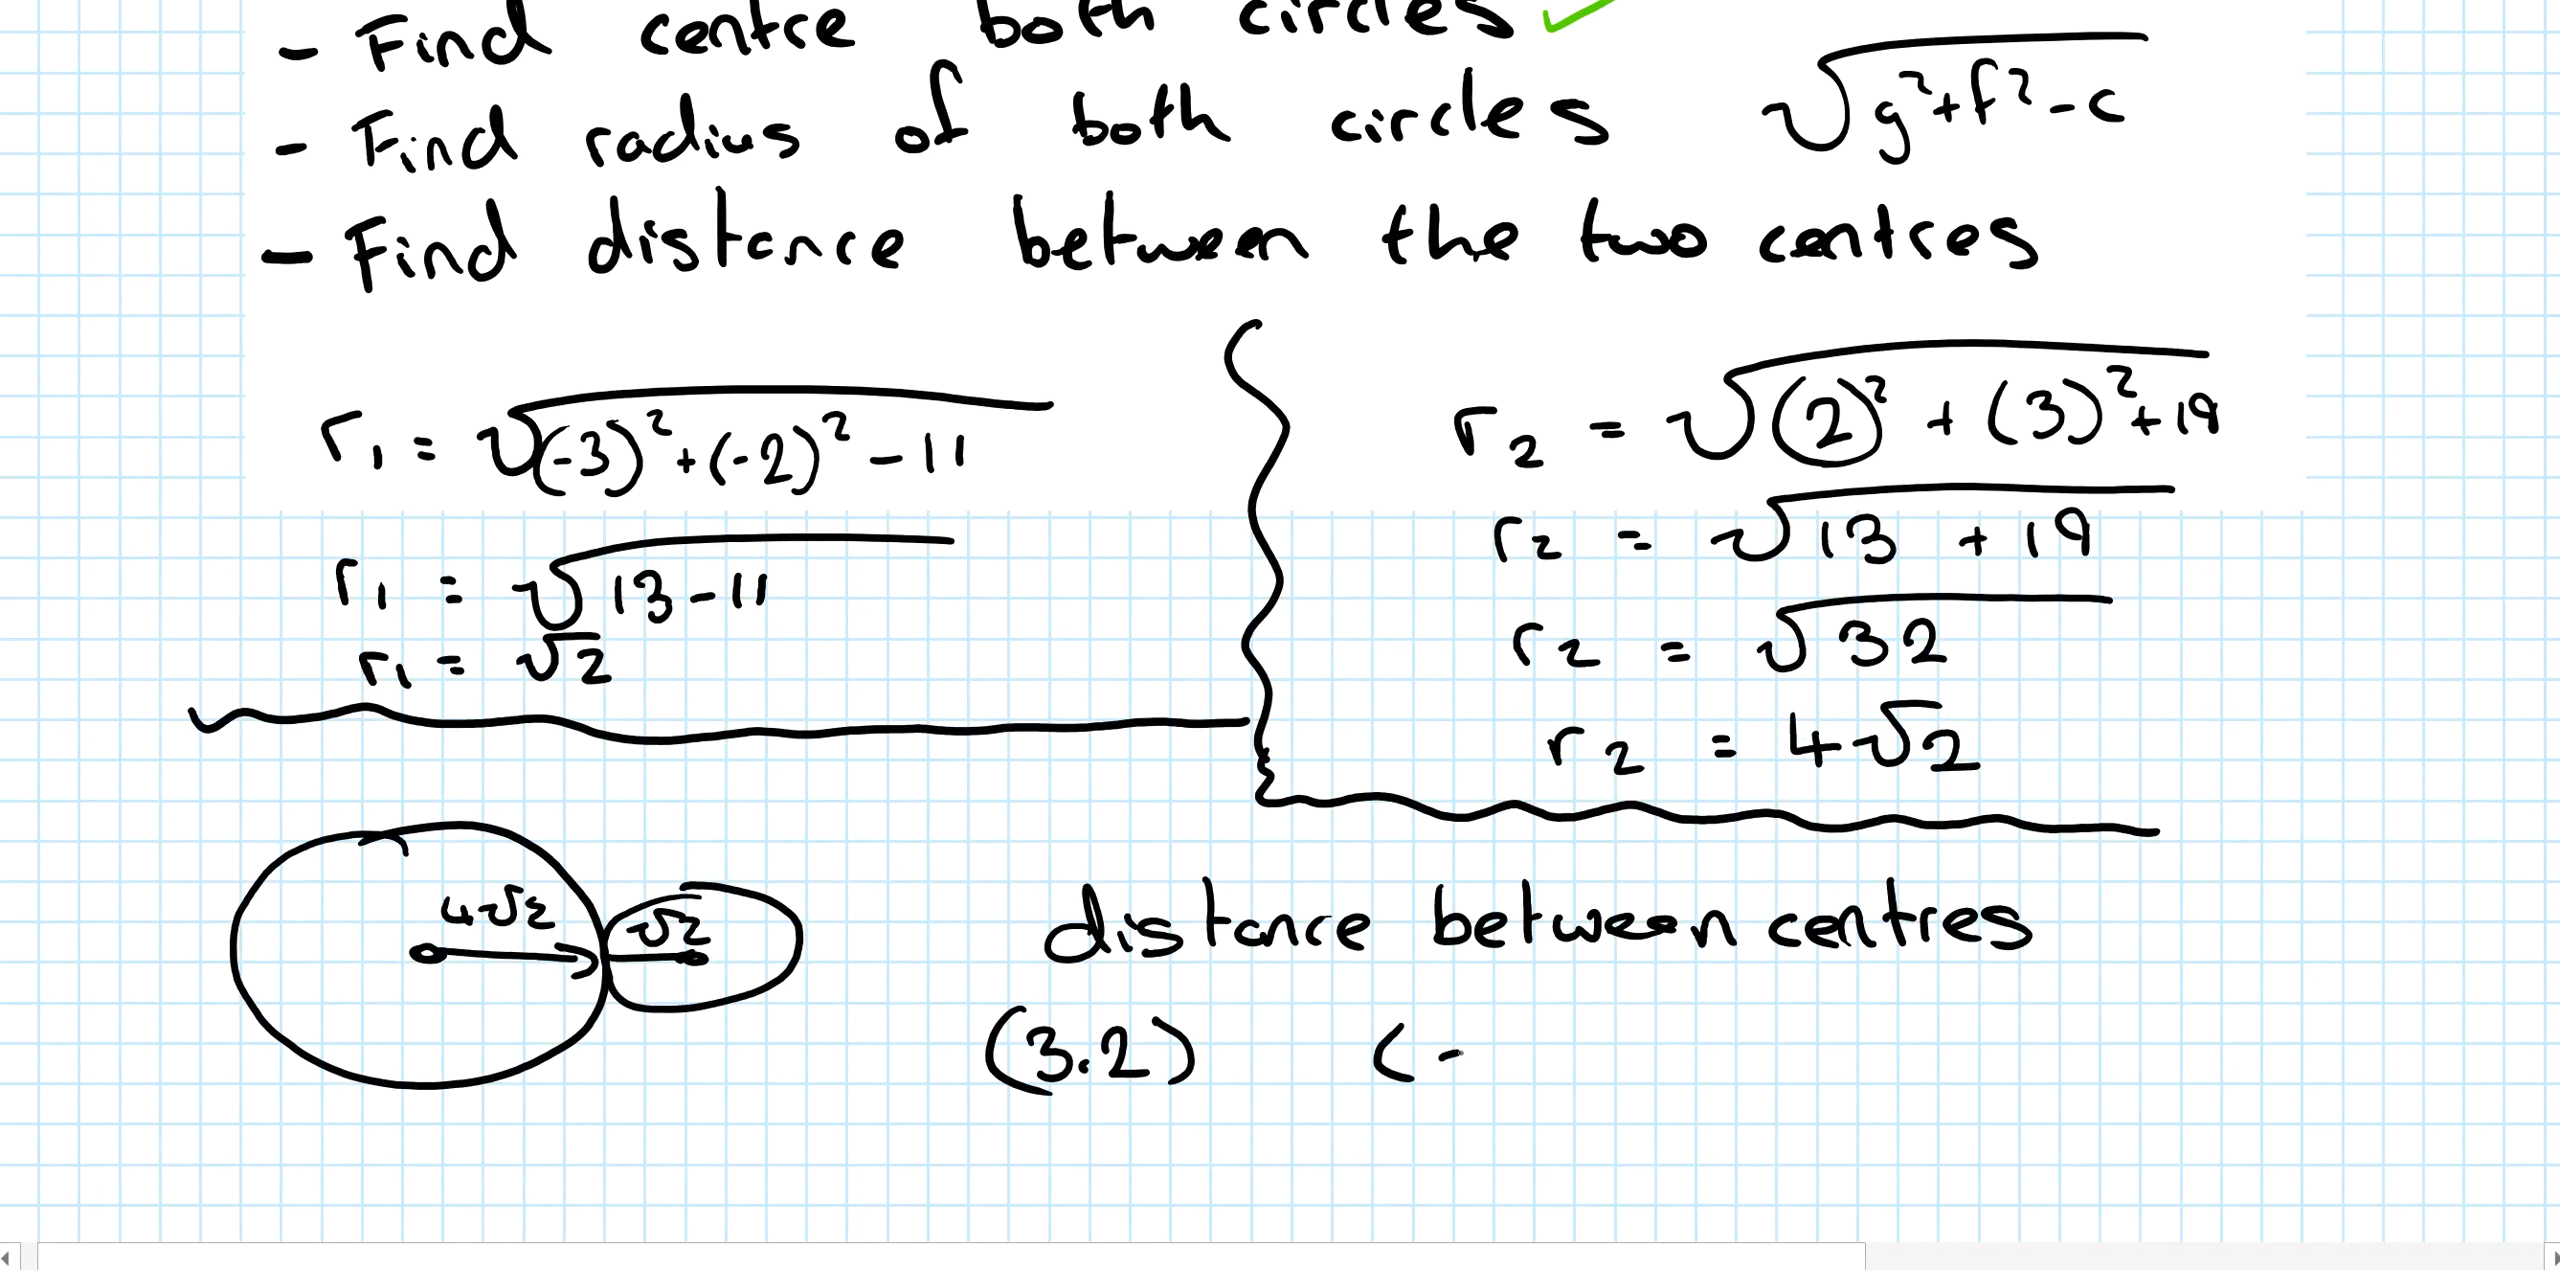 - Find centre both circles ✓
- Find radius of both circles √(g²+f²-c)
- Find distance between the two centres
r₁ = √((-3)²+(-2)²-11)
r₁ = √(13-11)
r₁ = √2
r₂ = √((2)² + (3)²+19)
r₂ = √(13 + 19)
r₂ = √32
r₂ = 4√2
4√2 √2
distance between centres
(3.2) (-